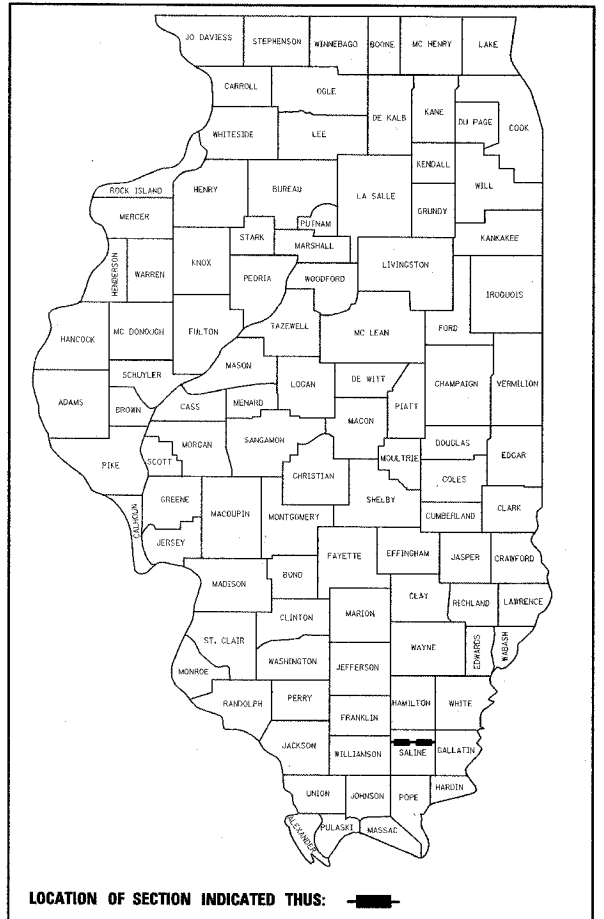 JO DAVIESS STEPHENSON WINNEBAGO BOONE MC HENRY LAKE
CARROLL OGLE
DE KALB KANE DU PAGE COOK
WHITESIDE LEE
KENDALL
ROCK ISLAND HENRY BUREAU LA SALLE WILL
MERCER GRUNDY
PUTNAM
STARK MARSHALL KANKAKEE
HENDERSON WARREN KNOX PEORIA WOODFORD LIVINGSTON
IROQUOIS
HANCOCK MC DONOUGH FULTON TAZEWELL MC LEAN FORD
MASON
SCHUYLER LOGAN DE WITT CHAMPAIGN VERMILION
ADAMS BROWN CASS MENARD PIATT
MACON
MORGAN SANGAMON DOUGLAS
PIKE SCOTT CHRISTIAN MOULTRIE COLES EDGAR
GREENE MACOUPIN MONTGOMERY SHELBY
CALHOUN CUMBERLAND CLARK
JERSEY
FAYETTE EFFINGHAM JASPER CRAWFORD
MADISON BOND
CLAY RICHLAND LAWRENCE
CLINTON MARION
ST. CLAIR WAYNE EDWARDS WABASH
WASHINGTON JEFFERSON
MONROE
RANDOLPH PERRY HAMILTON WHITE
FRANKLIN
JACKSON WILLIAMSON SALINE GALLATIN
UNION JOHNSON POPE HARDIN
ALEXANDER PULASKI MASSAC
LOCATION OF SECTION INDICATED THUS: